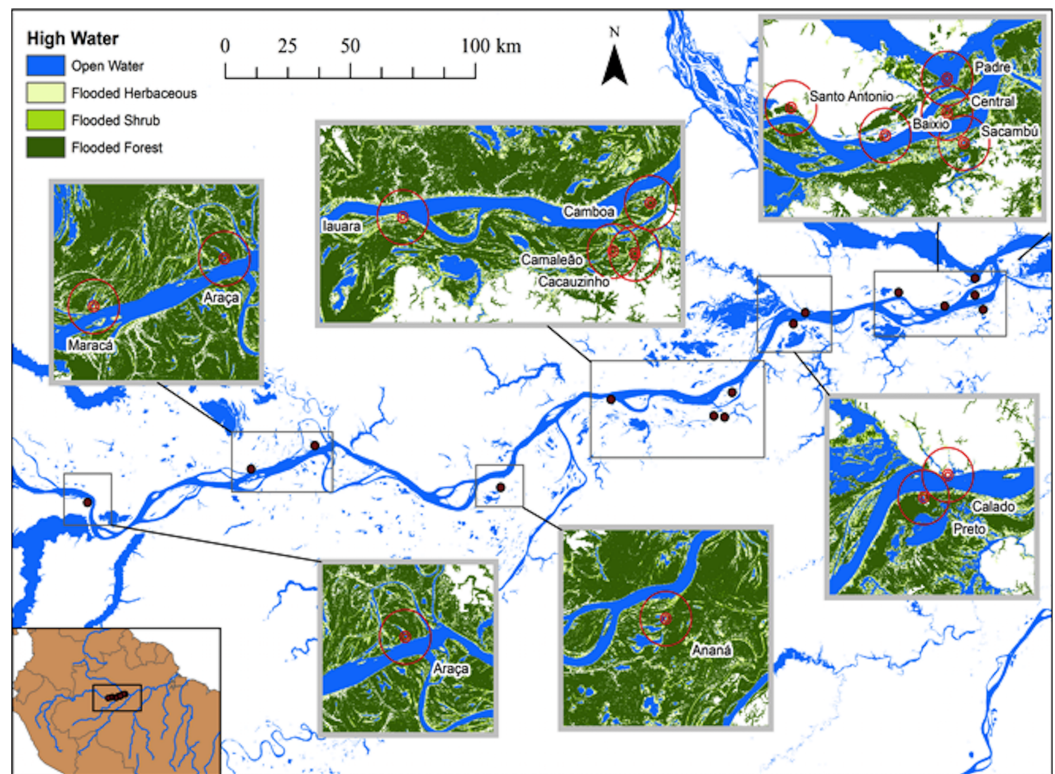 High Water
Open Water
Flooded Herbaceous
Flooded Shrub
Flooded Forest
0 25 50 100 km
N
Padre
Santo Antonio
Central
Baixio
Sacambú
Iauara
Camboa
Camaleão
Cacauzinho
Araça
Maracá
Calado
Preto
Araça
Ananá